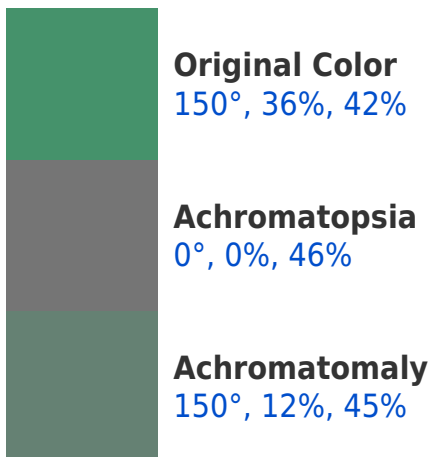 Original Color
150°, 36%, 42%
Achromatopsia
0°, 0%, 46%
Achromatomaly
150°, 12%, 45%